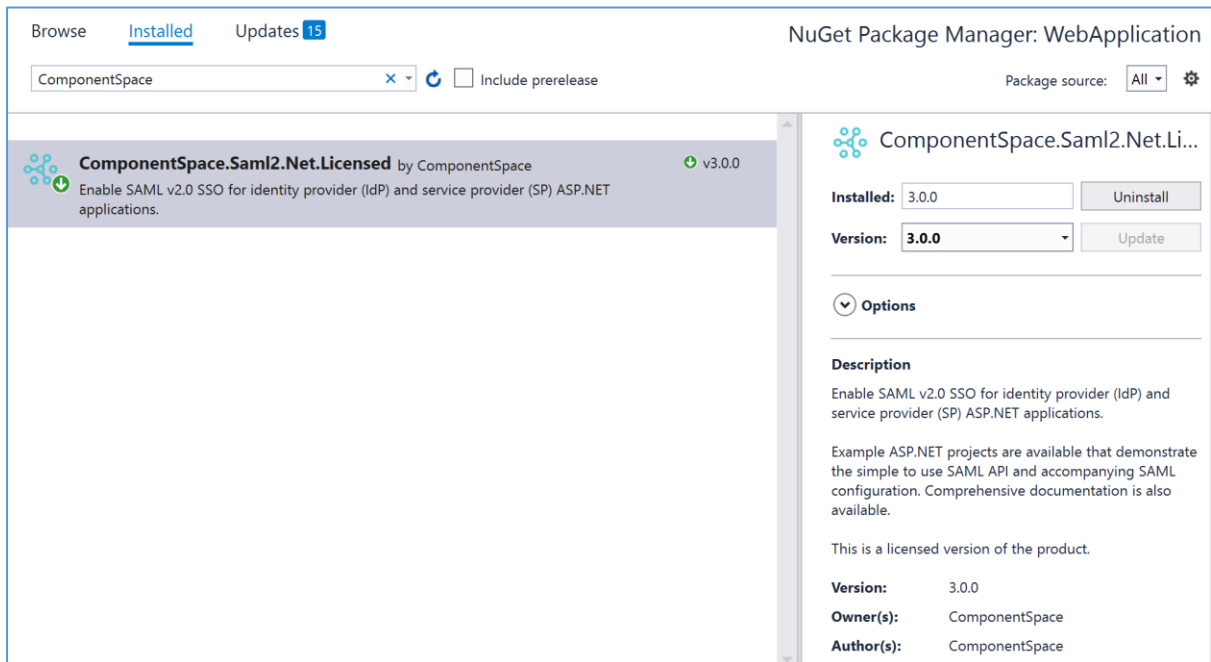 Browse Installed Updates 15
NuGet Package Manager: WebApplication
ComponentSpace Include prerelease
Package source: All
ComponentSpace.Saml2.Net.Licensed by ComponentSpace v3.0.0
Enable SAML v2.0 SSO for identity provider (IdP) and service provider (SP) ASP.NET
applications.
ComponentSpace.Saml2.Net.Li...
Installed: 3.0.0 Uninstall
Version: 3.0.0 Update
Options
Description
Enable SAML v2.0 SSO for identity provider (IdP) and
service provider (SP) ASP.NET applications.
Example ASP.NET projects are available that demonstrate
the simple to use SAML API and accompanying SAML
configuration. Comprehensive documentation is also
available.
This is a licensed version of the product.
Version: 3.0.0
Owner(s): ComponentSpace
Author(s): ComponentSpace